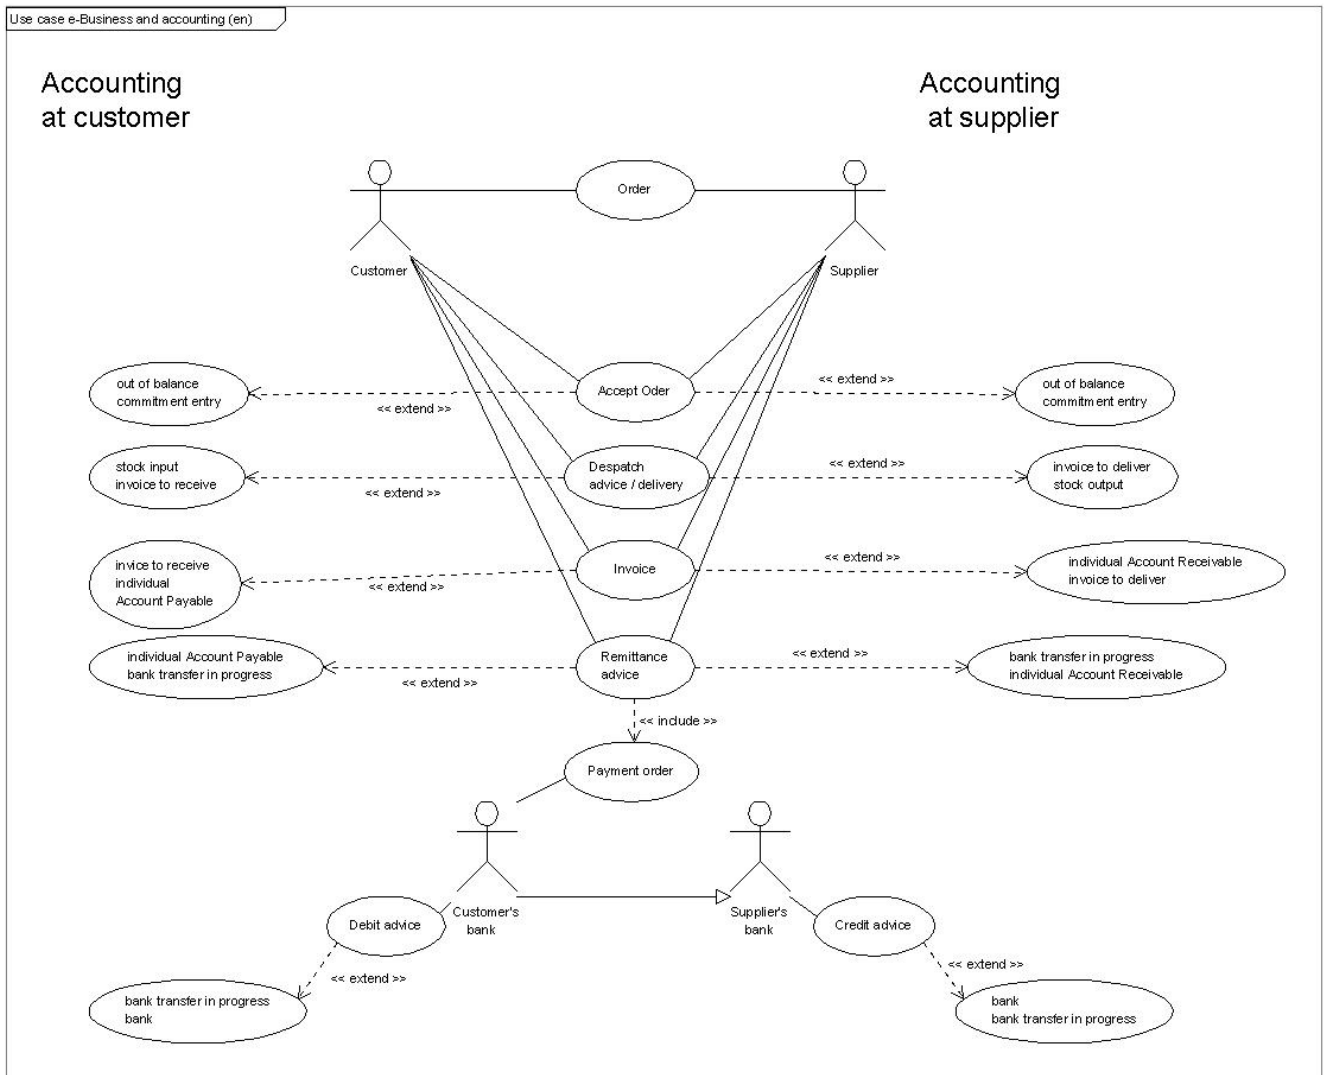 Use case e-Business and accounting (en)
Accounting
at customer
Accounting
at supplier
Order
Customer
Supplier
out of balance
commitment entry
<< extend >>
Accept Oder
<< extend >>
out of balance
commitment entry
stock input
invoice to receive
<< extend >>
Despatch
advice / delivery
<< extend >>
invoice to deliver
stock output
invice to receive
individual
Account Payable
<< extend >>
Invoice
<< extend >>
individual Account Receivable
invoice to deliver
individual Account Payable
bank transfer in progress
<< extend >>
Remittance
advice
<< extend >>
bank transfer in progress
individual Account Receivable
<< include >>
Payment order
Debit advice
Customer's
bank
Supplier's
bank
Credit advice
<< extend >>
<< extend >>
bank transfer in progress
bank
bank
bank transfer in progress